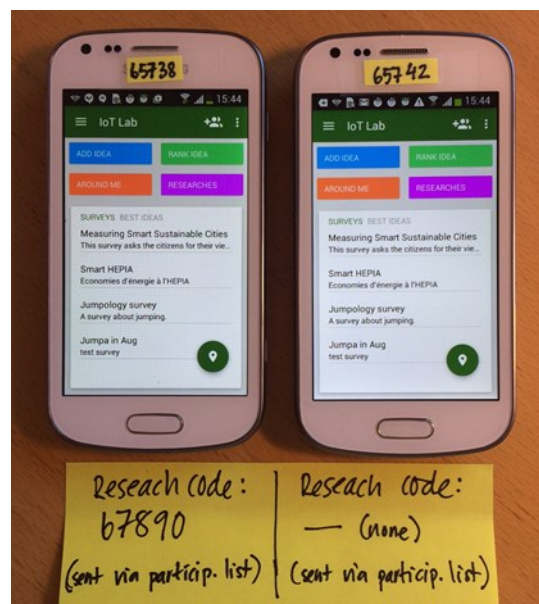 65738
15:44
IoT Lab
ADD IDEA
RANK IDEA
AROUND ME
RESEARCHES
SURVEYS BEST IDEAS
Measuring Smart Sustainable Cities
This survey asks the citizens for their vie...
Smart HEPIA
Economies d'énergie à l'HEPIA
Jumpology survey
A survey about jumping.
Jumpa in Aug
test survey
65742
15:44
IoT Lab
ADD IDEA
RANK IDEA
AROUND ME
RESEARCHES
SURVEYS BEST IDEAS
Measuring Smart Sustainable Cities
This survey asks the citizens for their vie...
Smart HEPIA
Economies d'énergie à l'HEPIA
Jumpology survey
A survey about jumping.
Jumpa in Aug
test survey
Reseach code:
67890
(sent via particip. list)
Reseach code:
— (none)
(sent via particip. list)